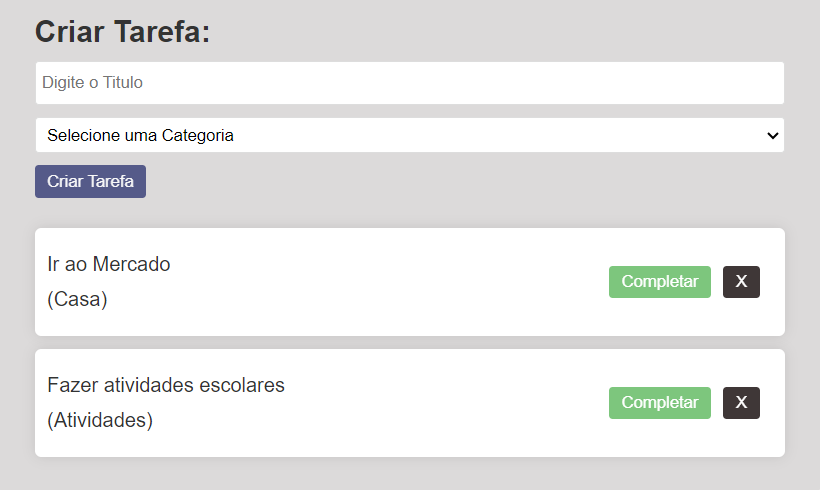 Criar Tarefa:
Digite o Titulo
Selecione uma Categoria
Criar Tarefa
Ir ao Mercado
(Casa)
Completar X
Fazer atividades escolares
(Atividades)
Completar X